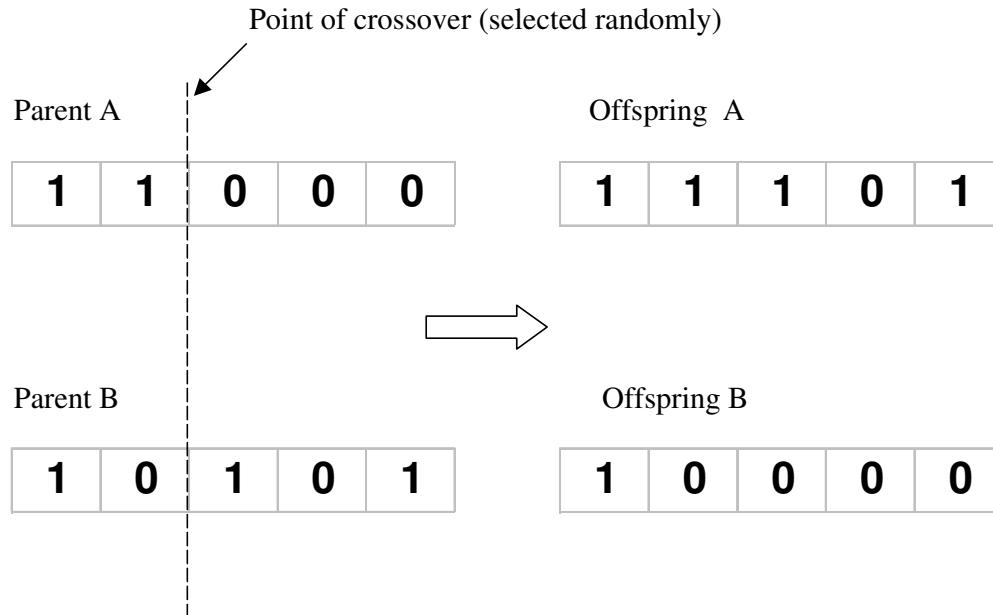 Point of crossover (selected randomly)
Parent A
Offspring A
1 1 0 0 0
1 1 1 0 1
Parent B
Offspring B
1 0 1 0 1
1 0 0 0 0